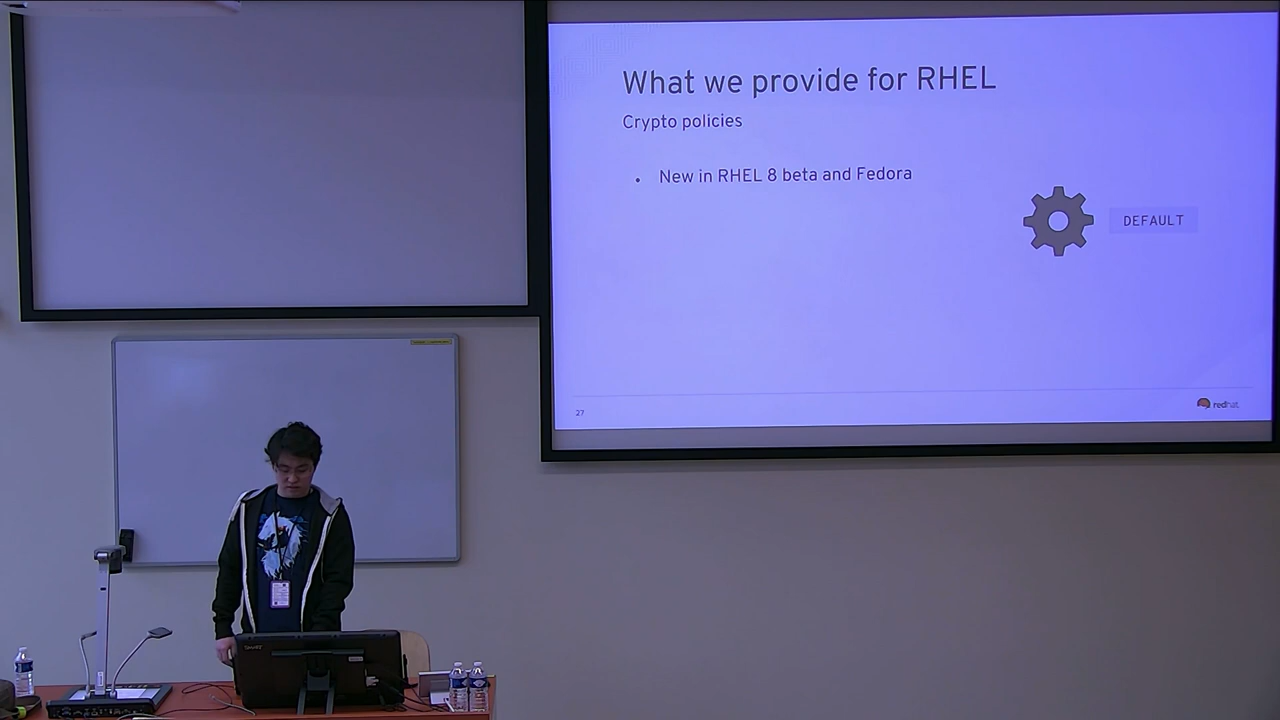 What we provide for RHEL
Crypto policies
• New in RHEL 8 beta and Fedora
DEFAULT
27
redhat.